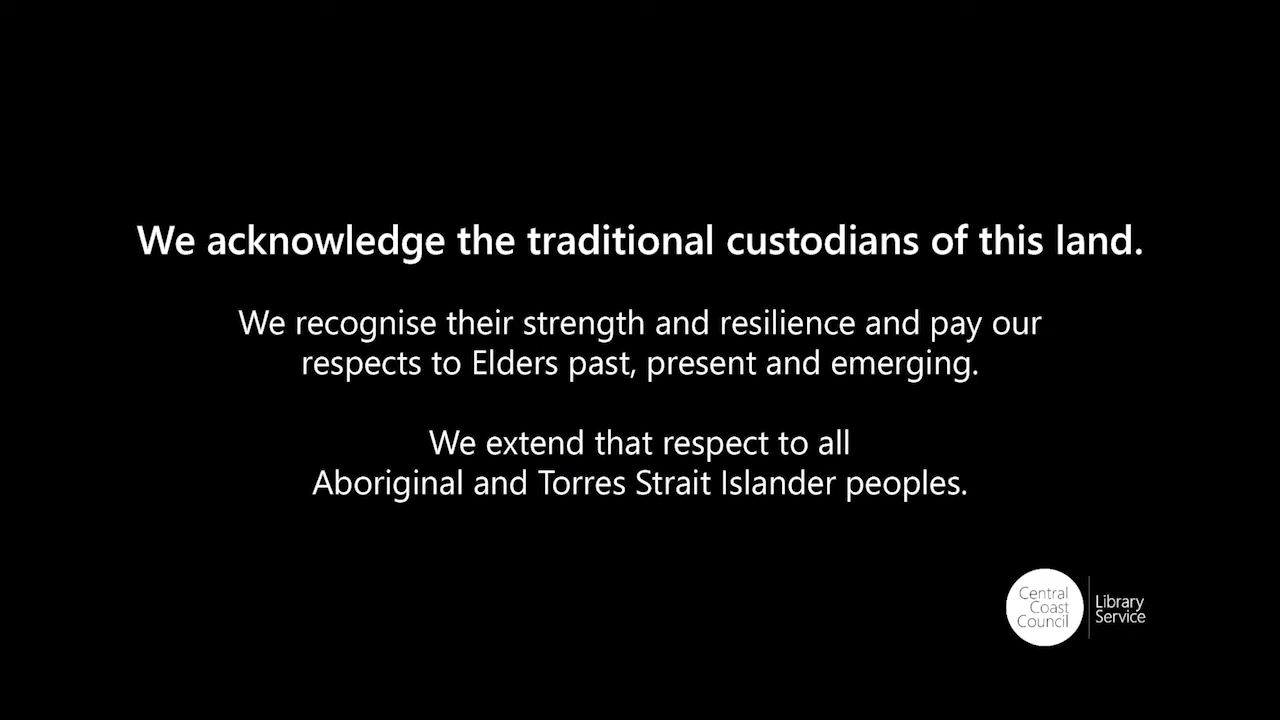 We acknowledge the traditional custodians of this land.
We recognise their strength and resilience and pay our
respects to Elders past, present and emerging.
We extend that respect to all
Aboriginal and Torres Strait Islander peoples.
Central
Coast
Council
Library
Service